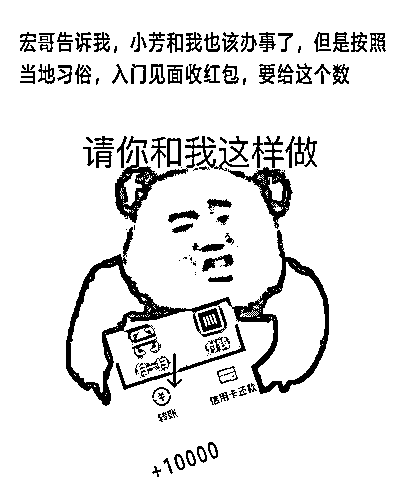 宏哥告诉我，小芳和我也该办事了，但是按照
当地习俗，入门见面收红包，要给这个数
请你和我这样做
转账
信用卡还款
+10000